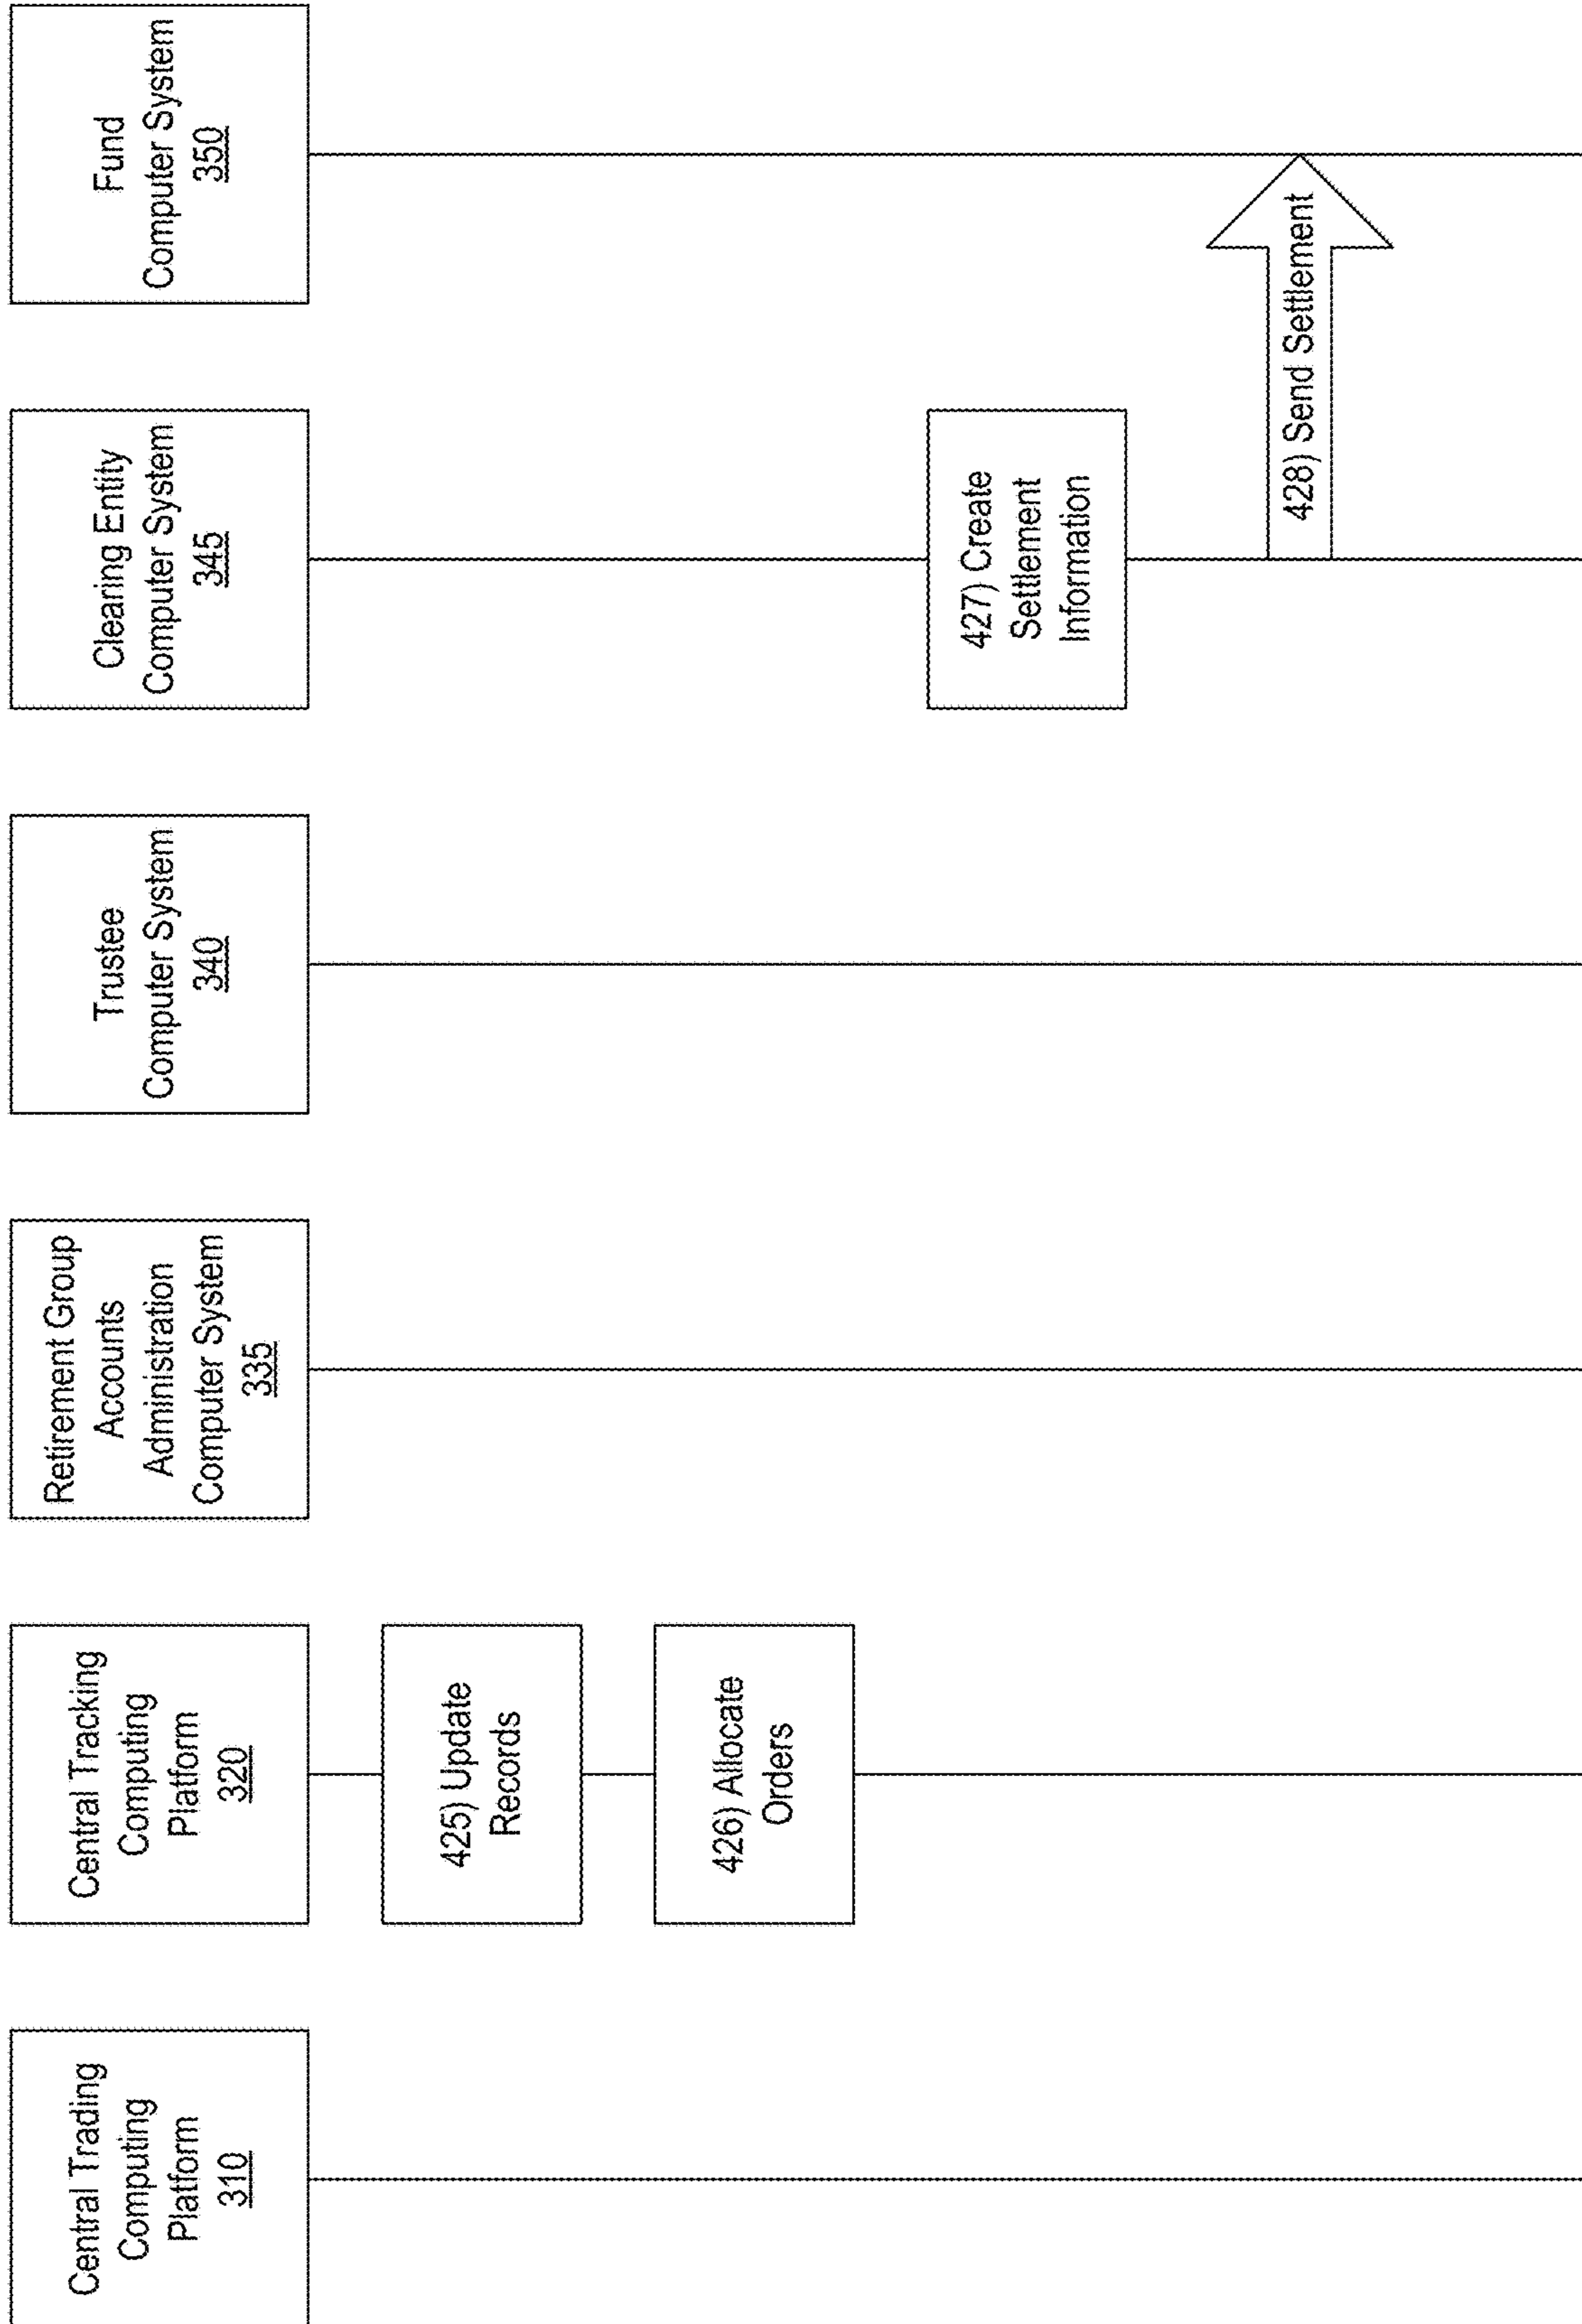 Central Trading
Computing
Platform
310
Central Tracking
Computing
Platform
320
Retirement Group
Accounts
Administration
Computer System
335
Trustee
Computer System
340
Clearing Entity
Computer System
345
Fund
Computer System
350
425) Update
Records
426) Allocate
Orders
427) Create
Settlement
Information
428) Send Settlement